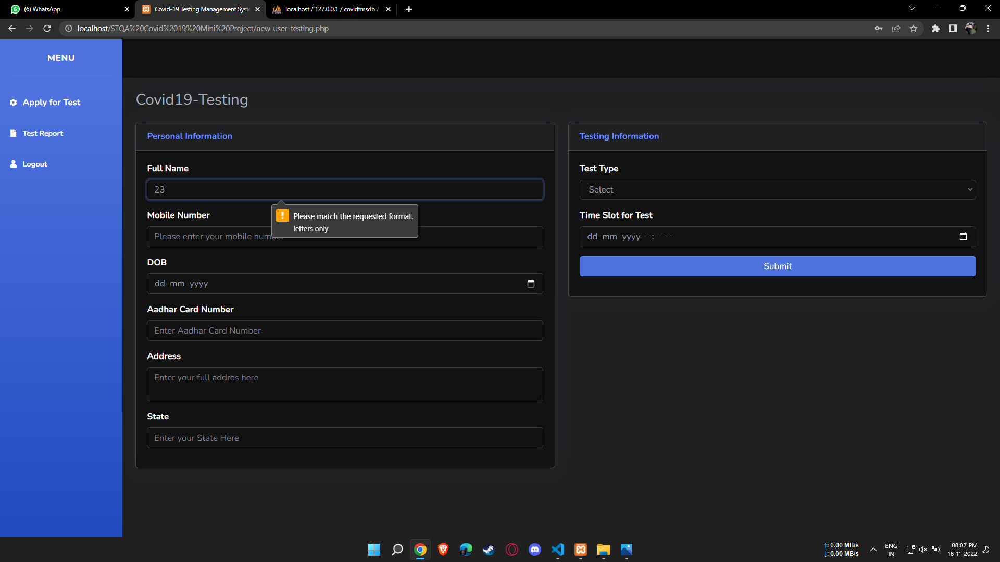 (6) WhatsApp
Covid-19 Testing Management Syst
localhost / 127.0.0.1 / covidtmsdb /
localhost/STQA%20Covid%2019%20Mini%20Project/new-user-testing.php
MENU
Apply for Test
Test Report
Logout
Covid19-Testing
Personal Information
Full Name
23
Please match the requested format.
letters only
Mobile Number
Please enter your mobile number
DOB
dd-mm-yyyy
Aadhar Card Number
Enter Aadhar Card Number
Address
Enter your full addres here
State
Enter your State Here
Testing Information
Test Type
Select
Time Slot for Test
dd-mm-yyyy --:-- --
Submit
↑: 0.00 MB/s
↓: 0.00 MB/s
ENG
IN
08:07 PM
16-11-2022